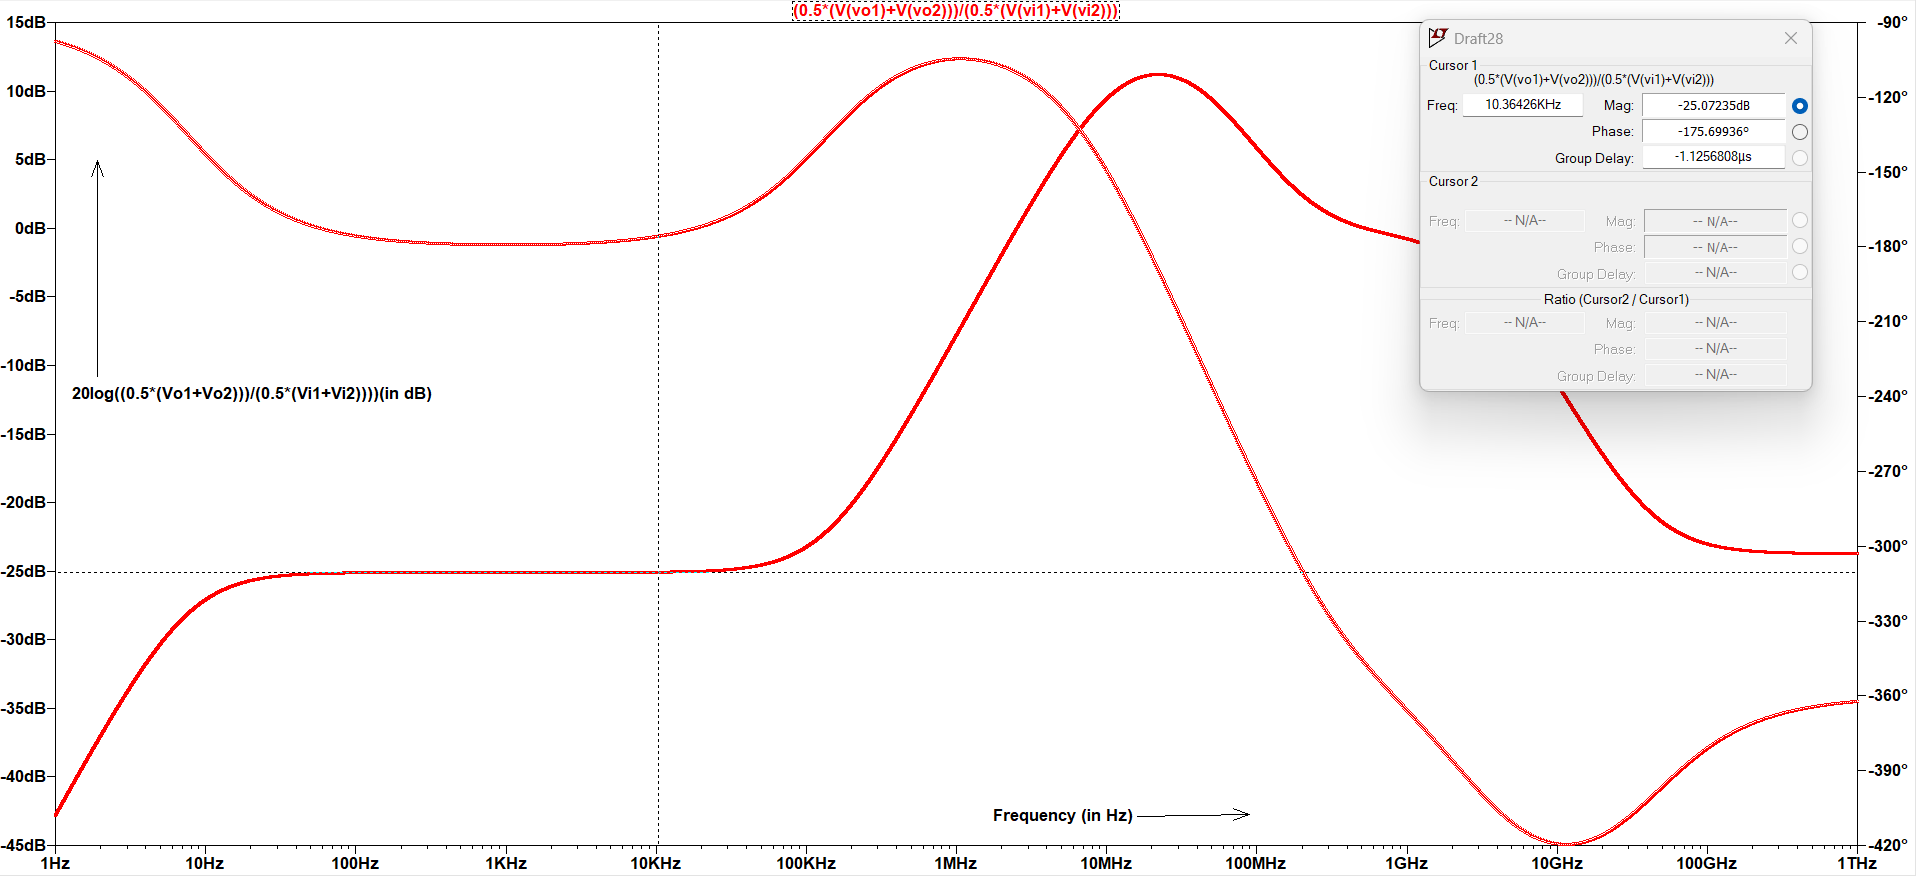 (0.5*(V(vo1)+V(vo2)))/(0.5*(V(vi1)+V(vi2)))
15dB
10dB
5dB
0dB
-5dB
-10dB
-15dB
-20dB
-25dB
-30dB
-35dB
-40dB
-45dB
20log((0.5*(Vo1+Vo2)))/(0.5*(Vi1+Vi2))))(in dB)
Frequency (in Hz)
1Hz 10Hz 100Hz 1KHz 10KHz 100KHz 1MHz 10MHz 100MHz 1GHz 10GHz 100GHz 1THz
-90°
-120°
-150°
-180°
-210°
-240°
-270°
-300°
-330°
-360°
-390°
-420°
Draft28
Cursor 1
(0.5*(V(vo1)+V(vo2)))/(0.5*(V(vi1)+V(vi2)))
Freq: 10.36426KHz Mag: -25.07235dB
Phase: -175.69936°
Group Delay: -1.1256808µs
Cursor 2
Freq: -- N/A-- Mag: -- N/A--
Phase: -- N/A--
Group Delay: -- N/A--
Ratio (Cursor2 / Cursor1)
Freq: -- N/A-- Mag: -- N/A--
Phase: -- N/A--
Group Delay: -- N/A--